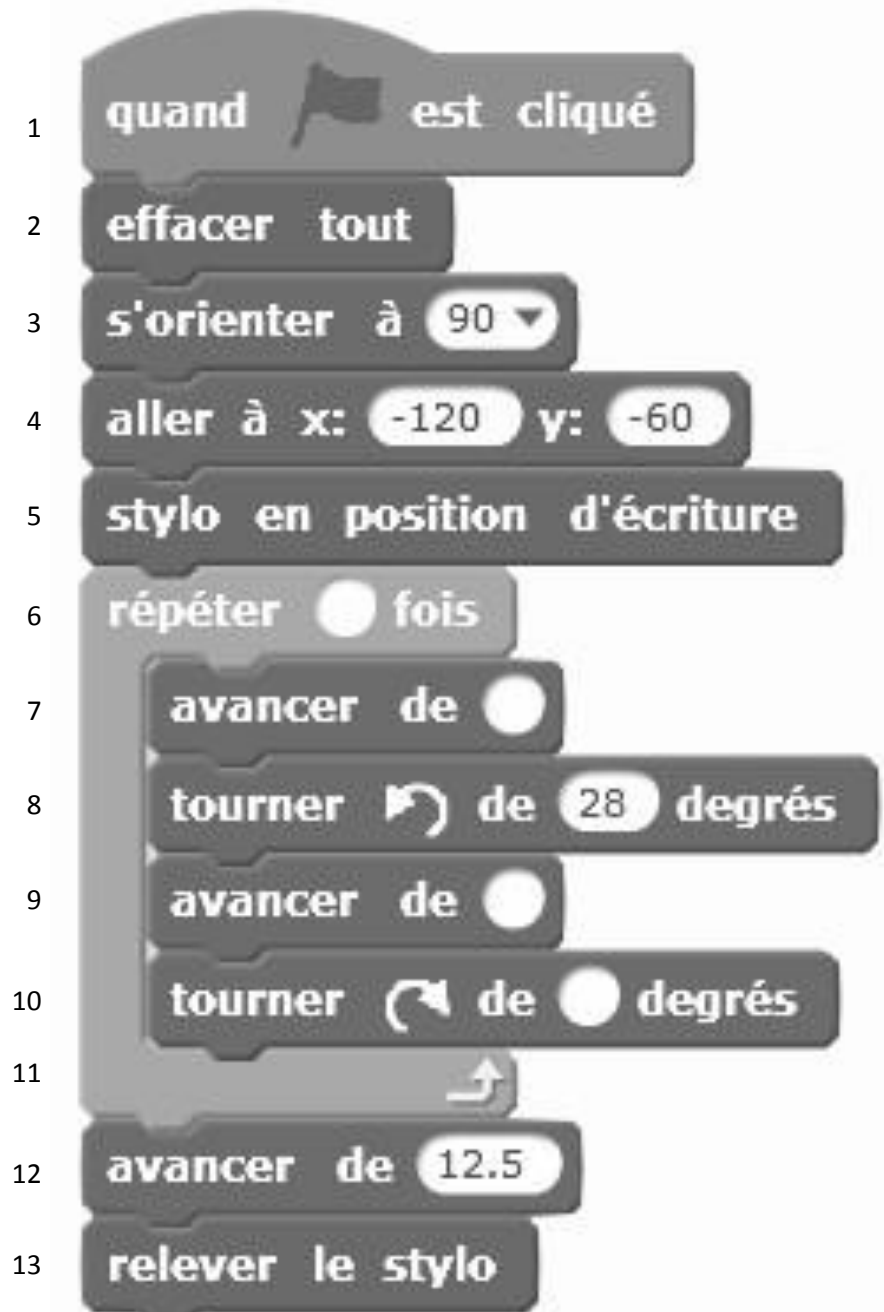 1 quand est cliqué
2 effacer tout
3 s'orienter à 90
4 aller à x: -120 y: -60
5 stylo en position d'écriture
6 répéter fois
7 avancer de
8 tourner de 28 degrés
9 avancer de
10 tourner de degrés
11
12 avancer de 12.5
13 relever le stylo